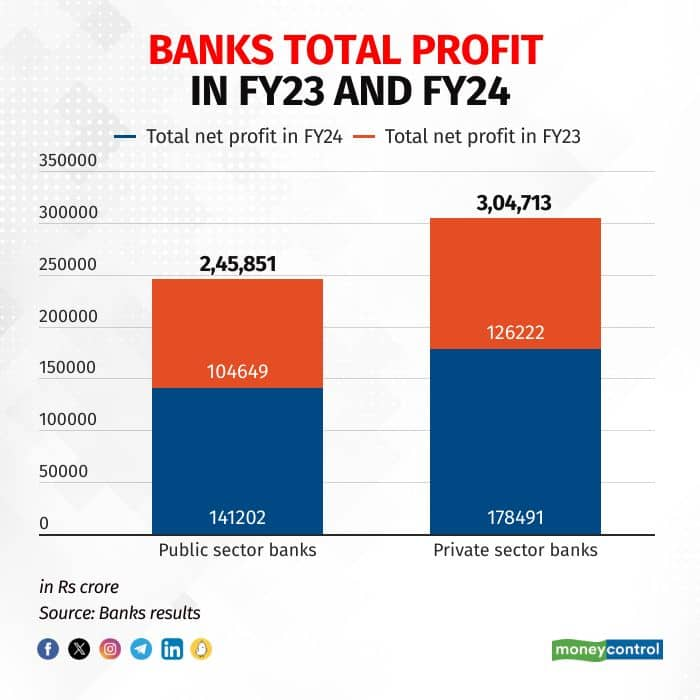 BANKS TOTAL PROFIT
IN FY23 AND FY24
Total net profit in FY24 Total net profit in FY23
350000
300000
250000
200000
150000
100000
50000
0
2,45,851
104649
141202
3,04,713
126222
178491
Public sector banks Private sector banks
in Rs crore
Source: Banks results
f X in
moneycontrol